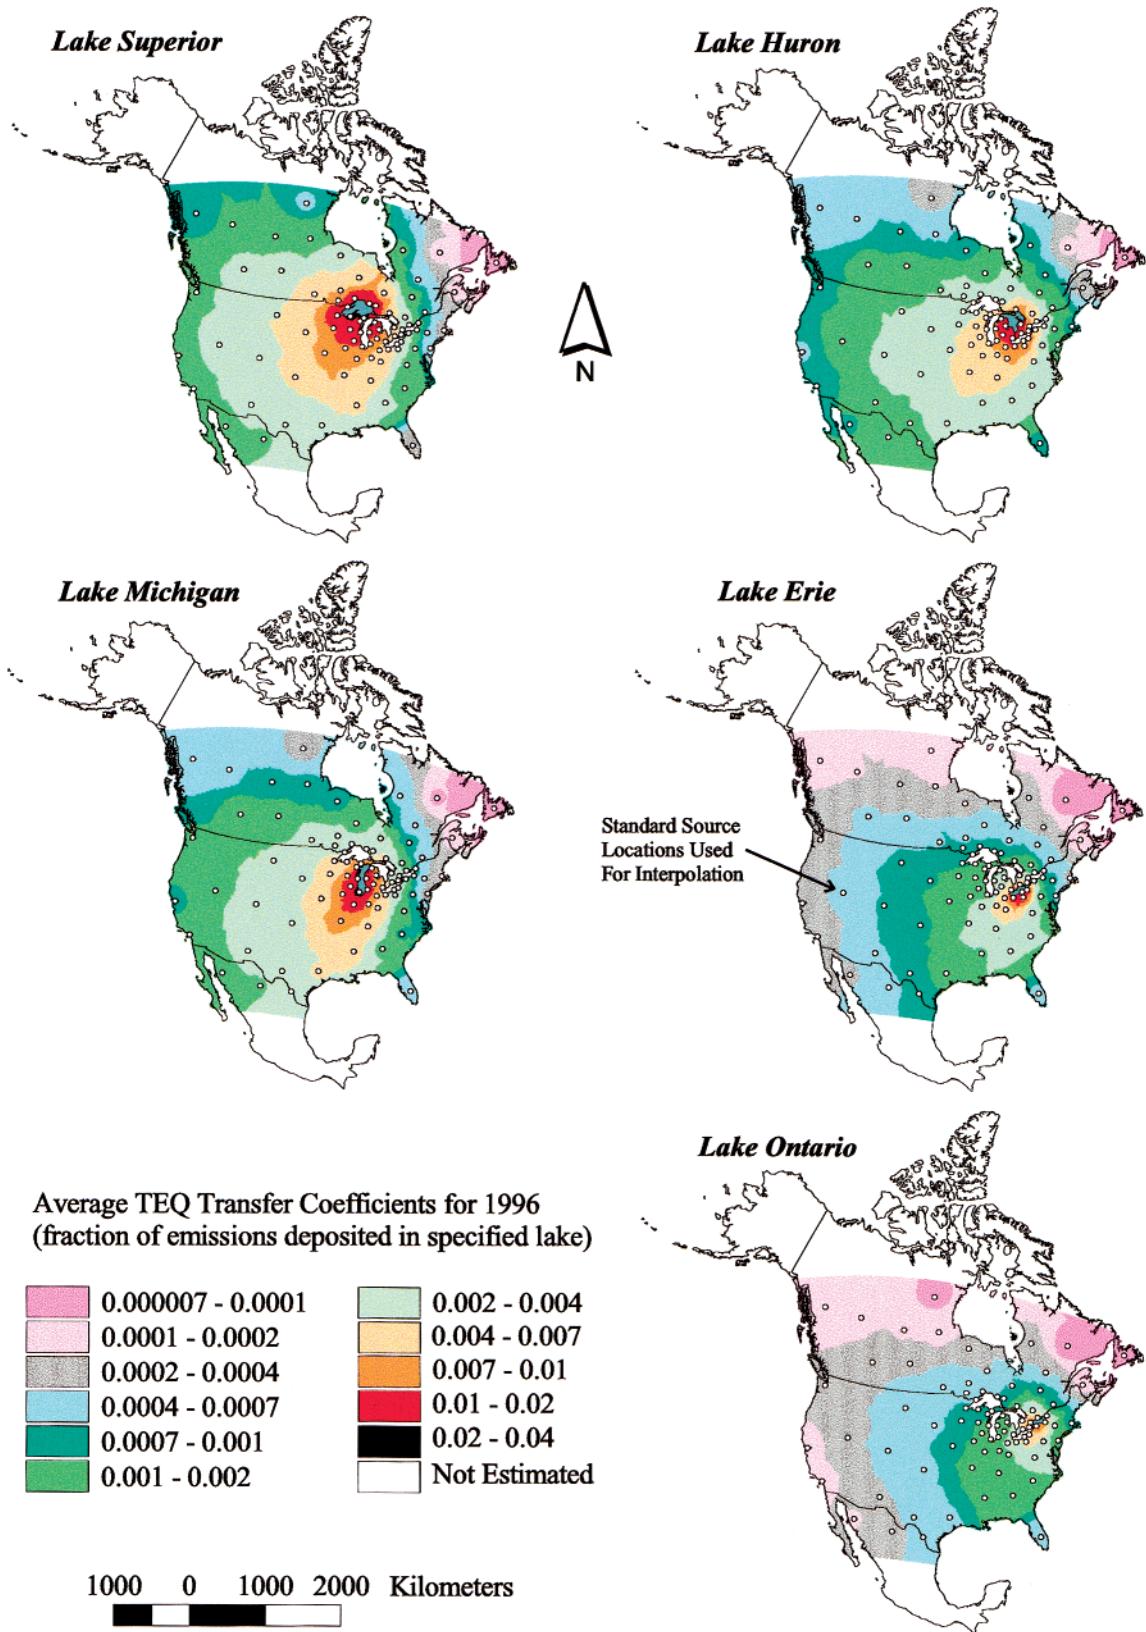 Lake Superior
Lake Huron
N
Lake Michigan
Lake Erie
Standard Source
Locations Used
For Interpolation
Lake Ontario
Average TEQ Transfer Coefficients for 1996
(fraction of emissions deposited in specified lake)
0.000007 - 0.0001
0.0001 - 0.0002
0.0002 - 0.0004
0.0004 - 0.0007
0.0007 - 0.001
0.001 - 0.002
0.002 - 0.004
0.004 - 0.007
0.007 - 0.01
0.01 - 0.02
0.02 - 0.04
Not Estimated
1000 0 1000 2000 Kilometers